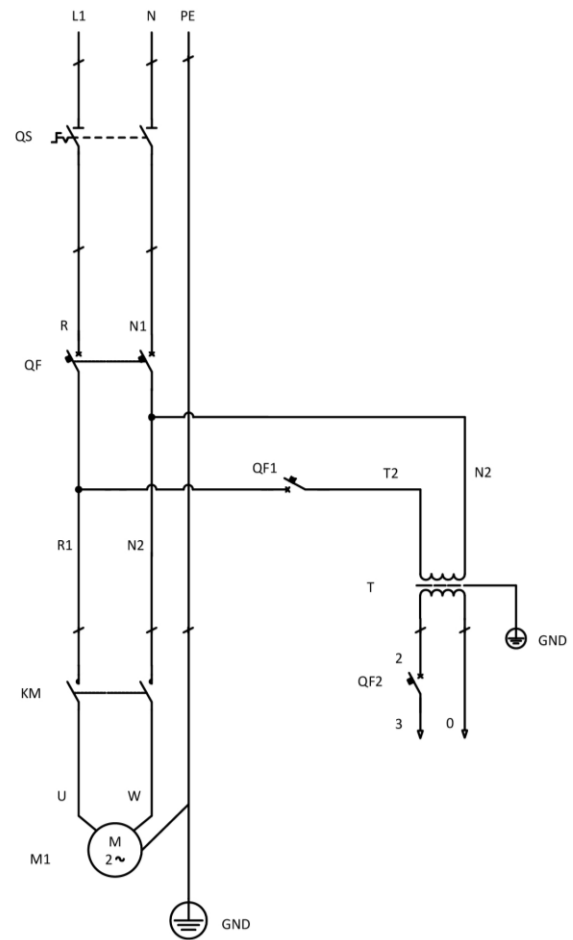 L1 N PE
QS
R N1
QF
QF1 T2 N2
R1 N2
T
GND
2
QF2
KM
3 0
U W
M
M1 2~
GND